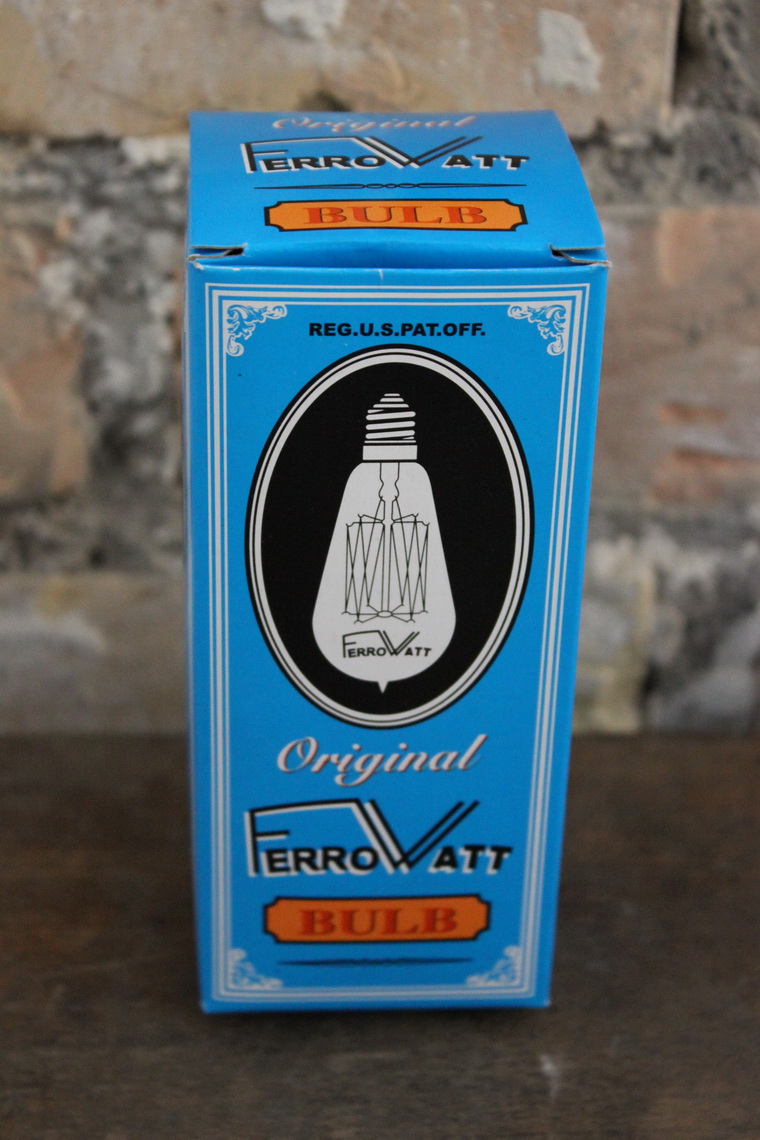 Original
FERROWATT
BULB
REG.U.S.PAT.OFF.
FERROWATT
Original
FERROWATT
BULB